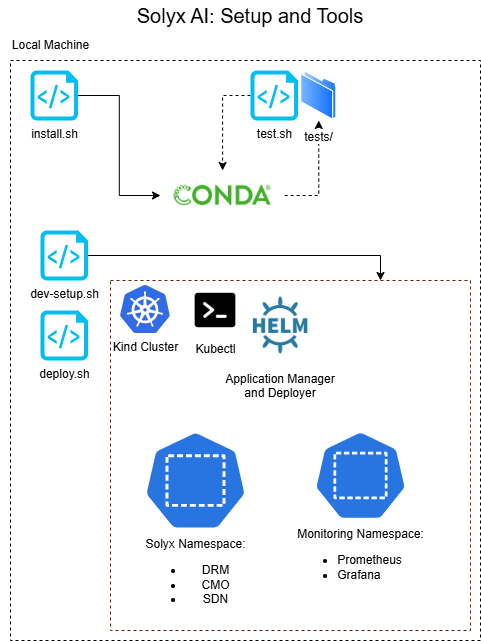 Solyx AI: Setup and Tools
Local Machine
install.sh
test.sh
tests/
CONDA®
dev-setup.sh
deploy.sh
Kind Cluster
Kubectl
HELM
Application Manager
and Deployer
Solyx Namespace:
• DRM
• CMO
• SDN
Monitoring Namespace:
• Prometheus
• Grafana